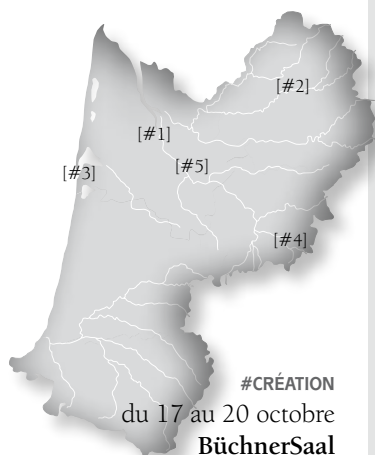 [#2]
[#1]
[#5]
[#3]
[#4]
#CRÉATION
du 17 au 20 octobre
BüchnerSaal